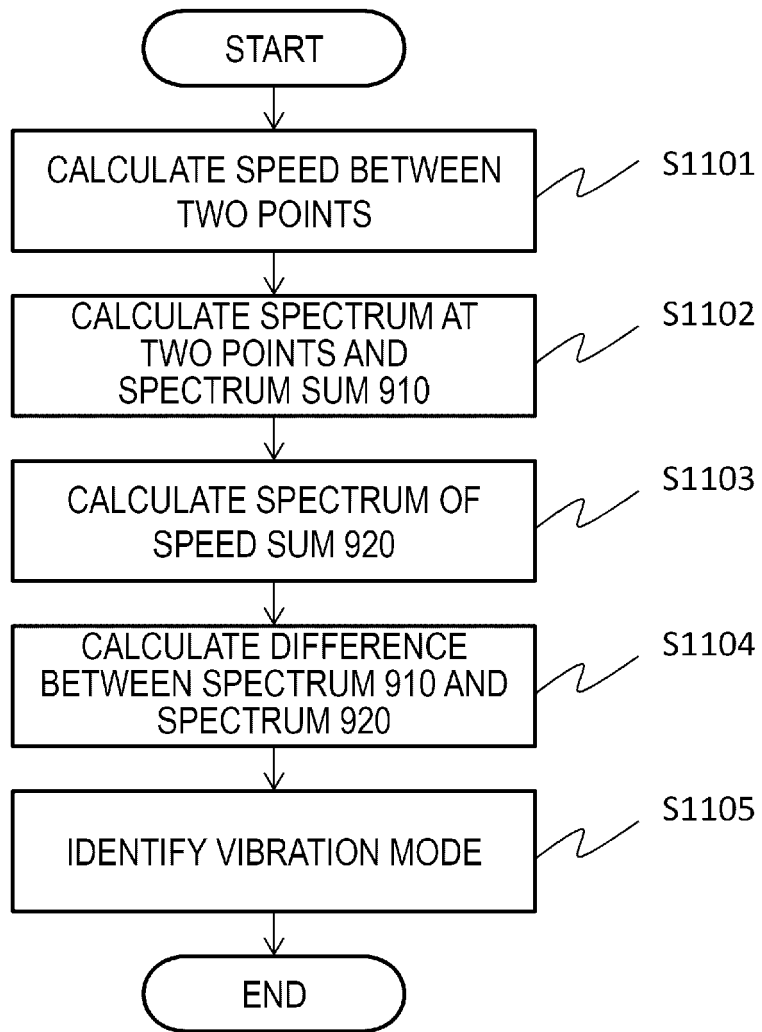 START
CALCULATE SPEED BETWEEN
TWO POINTS
S1101
CALCULATE SPECTRUM AT
TWO POINTS AND
SPECTRUM SUM 910
S1102
CALCULATE SPECTRUM OF
SPEED SUM 920
S1103
CALCULATE DIFFERENCE
BETWEEN SPECTRUM 910 AND
SPECTRUM 920
S1104
IDENTIFY VIBRATION MODE
S1105
END